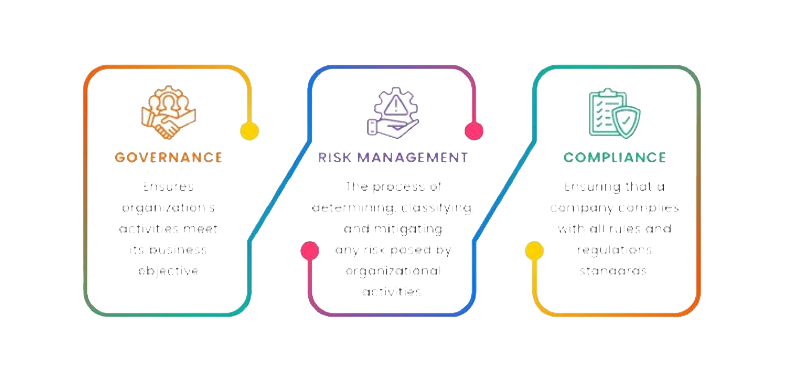 GOVERNANCE
Ensures
organization's
activities meet
its business
objective
RISK MANAGEMENT
The process of
determining, classifying
and mitigating
any risk posed by
organizational
activities
COMPLIANCE
Ensuring that a
company complies
with all rules and
regulations
standards